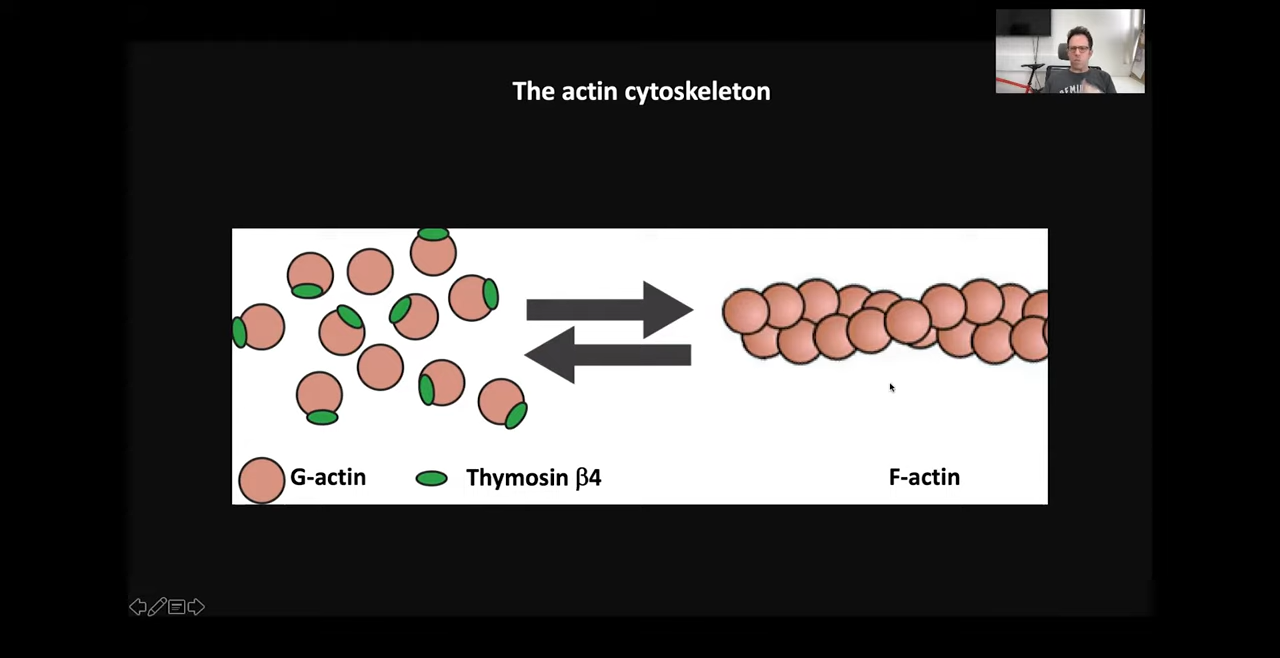 The actin cytoskeleton
G-actin
Thymosin β4
F-actin